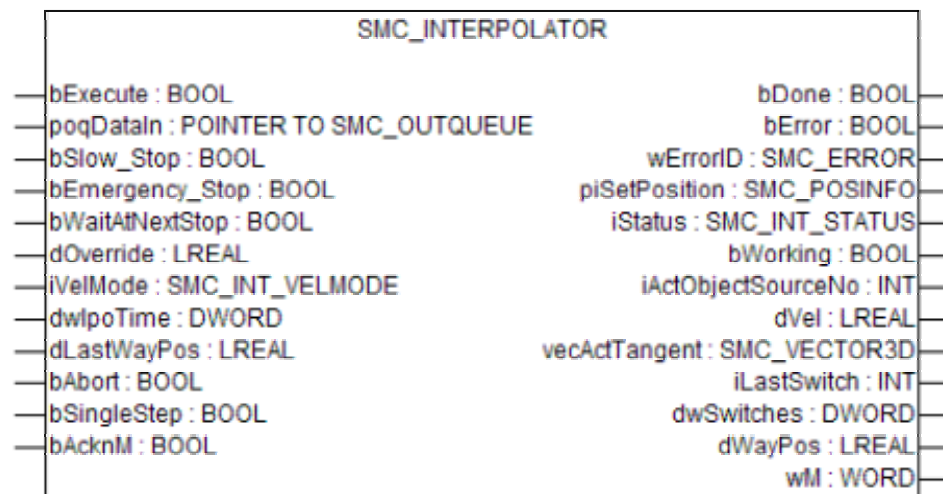 SMC_INTERPOLATOR
bExecute : BOOL bDone : BOOL
poqDataIn : POINTER TO SMC_OUTQUEUE bError : BOOL
bSlow_Stop : BOOL wErrorID : SMC_ERROR
bEmergency_Stop : BOOL piSetPosition : SMC_POSINFO
bWaitAtNextStop : BOOL iStatus : SMC_INT_STATUS
dOverride : LREAL bWorking : BOOL
iVelMode : SMC_INT_VELMODE iActObjectSourceNo : INT
dwIpoTime : DWORD dVel : LREAL
dLastWayPos : LREAL vecActTangent : SMC_VECTOR3D
bAbort : BOOL iLastSwitch : INT
bSingleStep : BOOL dwSwitches : DWORD
bAcknM : BOOL dWayPos : LREAL
wM : WORD